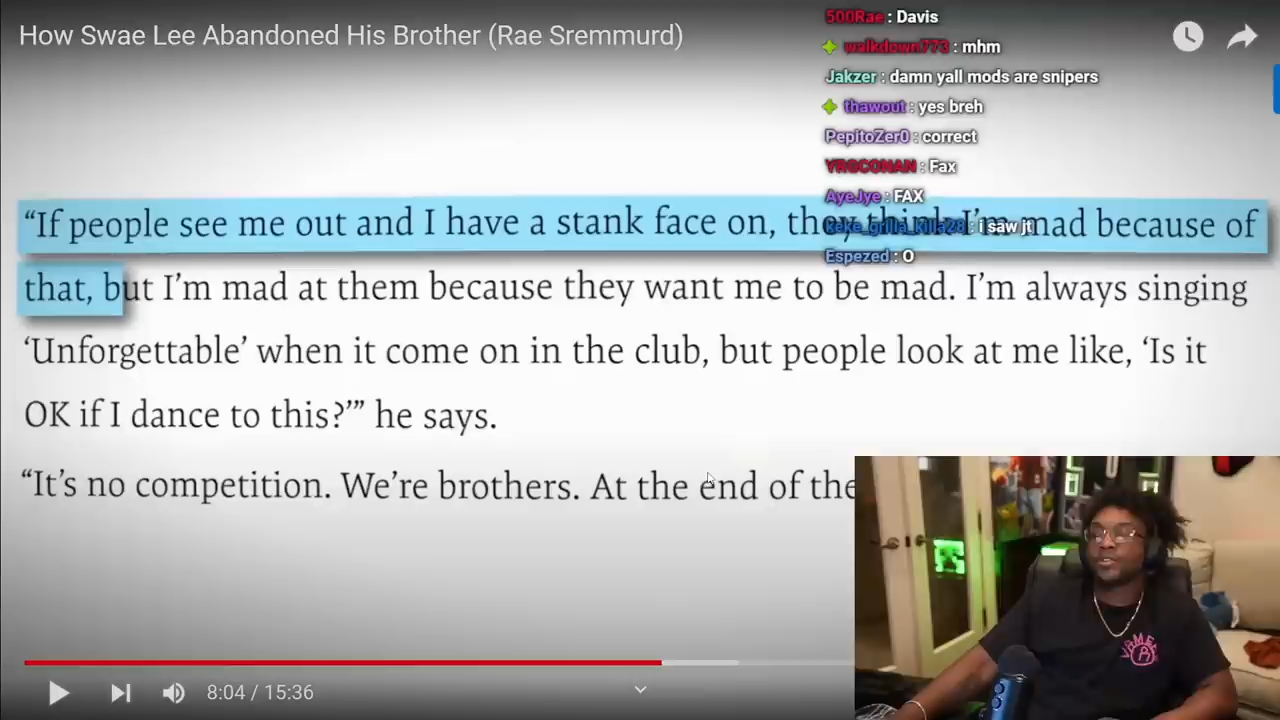 How Swae Lee Abandoned His Brother (Rae Sremmurd)
500Rae: Davis
walkdown773: mhm
Jakzer: damn yall mods are snipers
thawout: yes breh
PepitoZer0: correct
YRGCONAN: Fax
AyeJye: FAX
keke_grilla_killa28: i saw jt
Espezed: O
“If people see me out and I have a stank face on, they think I’m mad because of
that, but I’m mad at them because they want me to be mad. I’m always singing
‘Unforgettable’ when it come on in the club, but people look at me like, ‘Is it
OK if I dance to this?’” he says.
“It’s no competition. We’re brothers. At the end of the
8:04 / 15:36